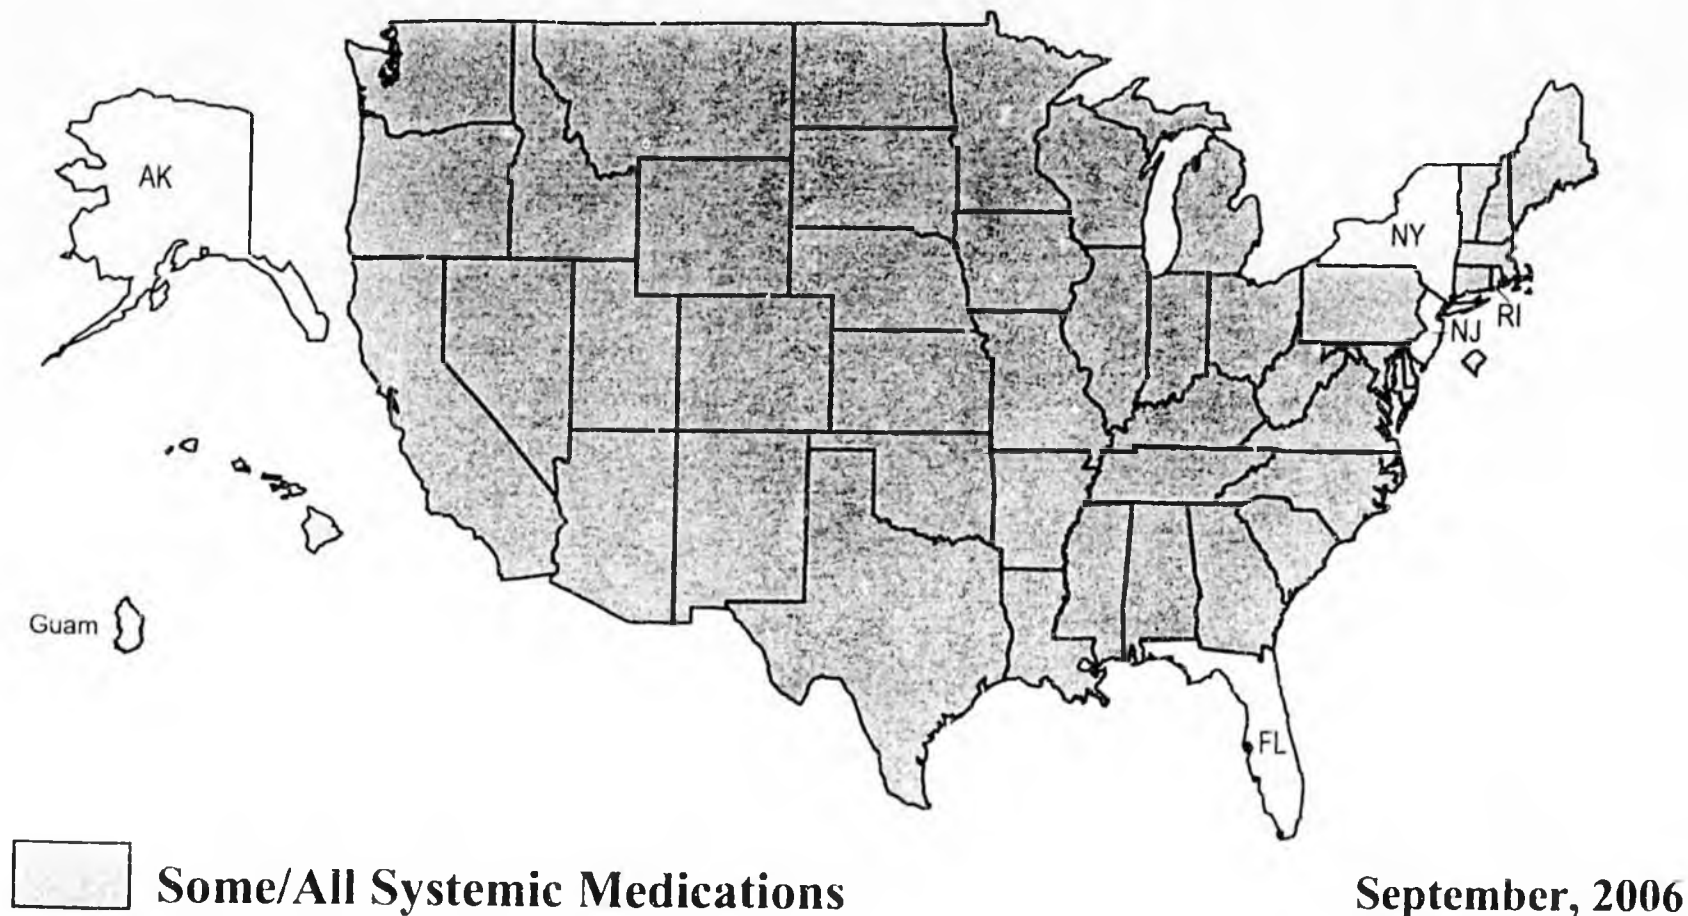 AK
NY
NJ
RI
Guam
FL
Some/All Systemic Medications
September, 2006